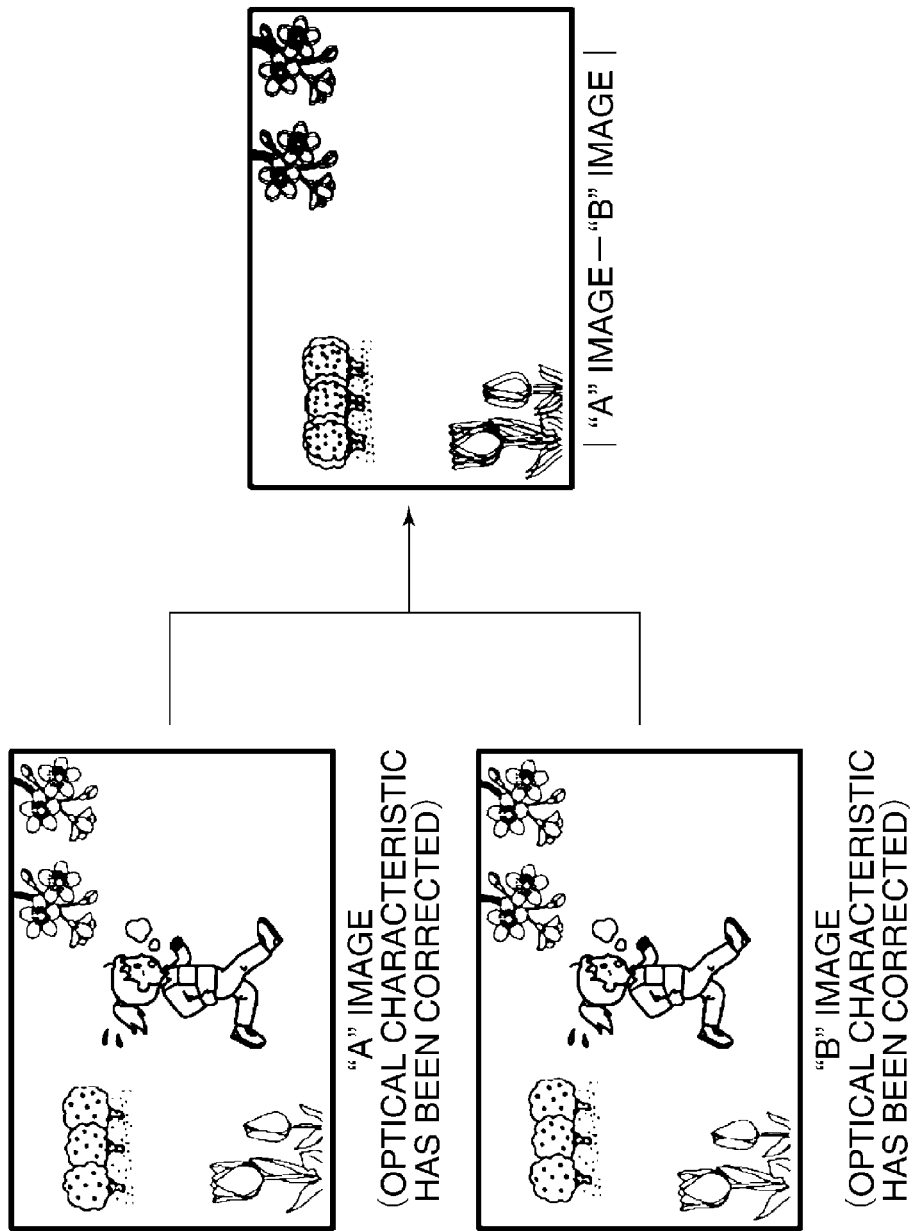 "A" IMAGE
(OPTICAL CHARACTERISTIC
HAS BEEN CORRECTED)
"B" IMAGE
(OPTICAL CHARACTERISTIC
HAS BEEN CORRECTED)
| "A" IMAGE – "B" IMAGE |